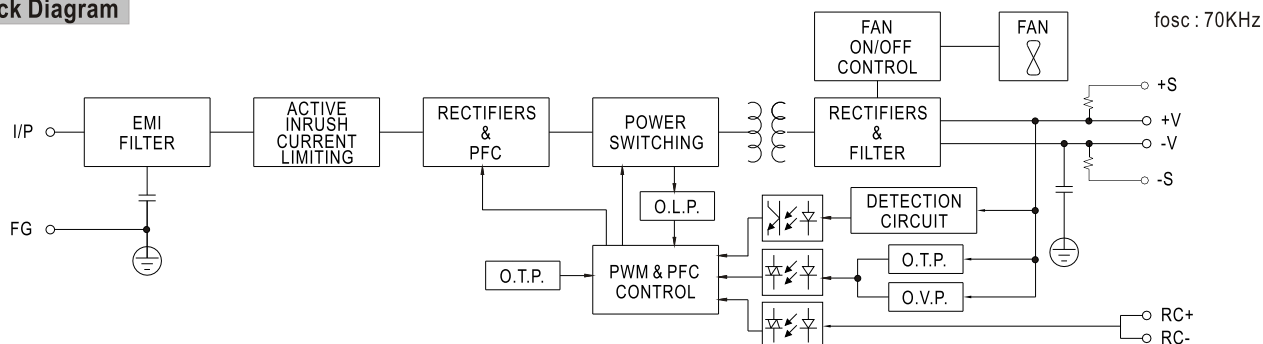 ck Diagram
fosc : 70KHz
FAN
ON/OFF
CONTROL
FAN
I/P
EMI
FILTER
ACTIVE
INRUSH
CURRENT
LIMITING
RECTIFIERS
&
PFC
POWER
SWITCHING
RECTIFIERS
&
FILTER
+S
+V
-V
-S
FG
O.L.P.
DETECTION
CIRCUIT
O.T.P.
PWM & PFC
CONTROL
O.T.P.
O.V.P.
RC+
RC-